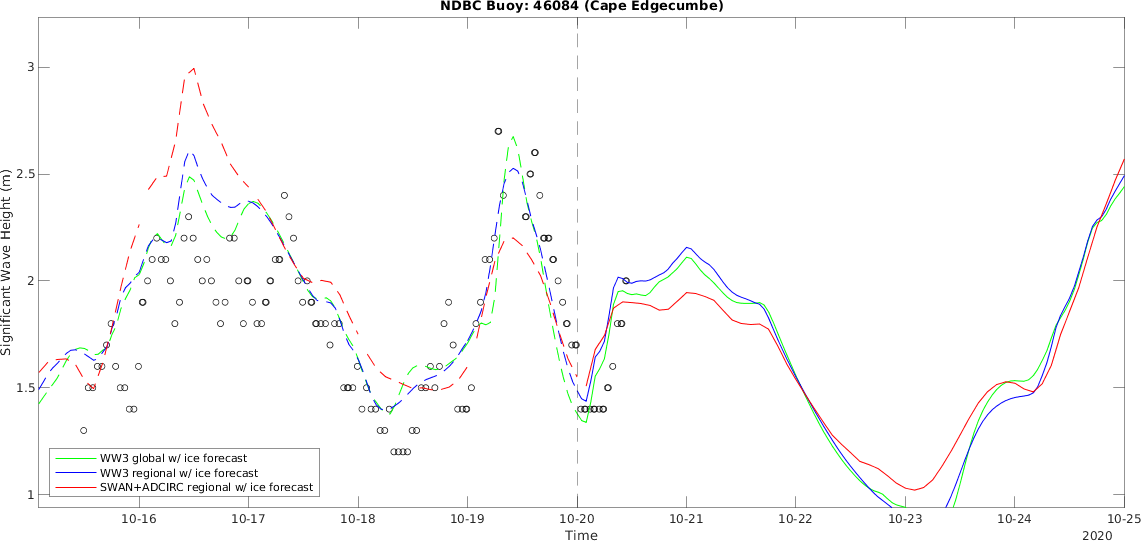 NDBC Buoy: 46084 (Cape Edgecumbe)
Significant Wave Height (m)
3
2.5
2
1.5
1
WW3 global w/ ice forecast
WW3 regional w/ ice forecast
SWAN+ADCIRC regional w/ ice forecast
10-16
10-17
10-18
10-19
10-20
10-21
10-22
10-23
10-24
10-25
Time
2020